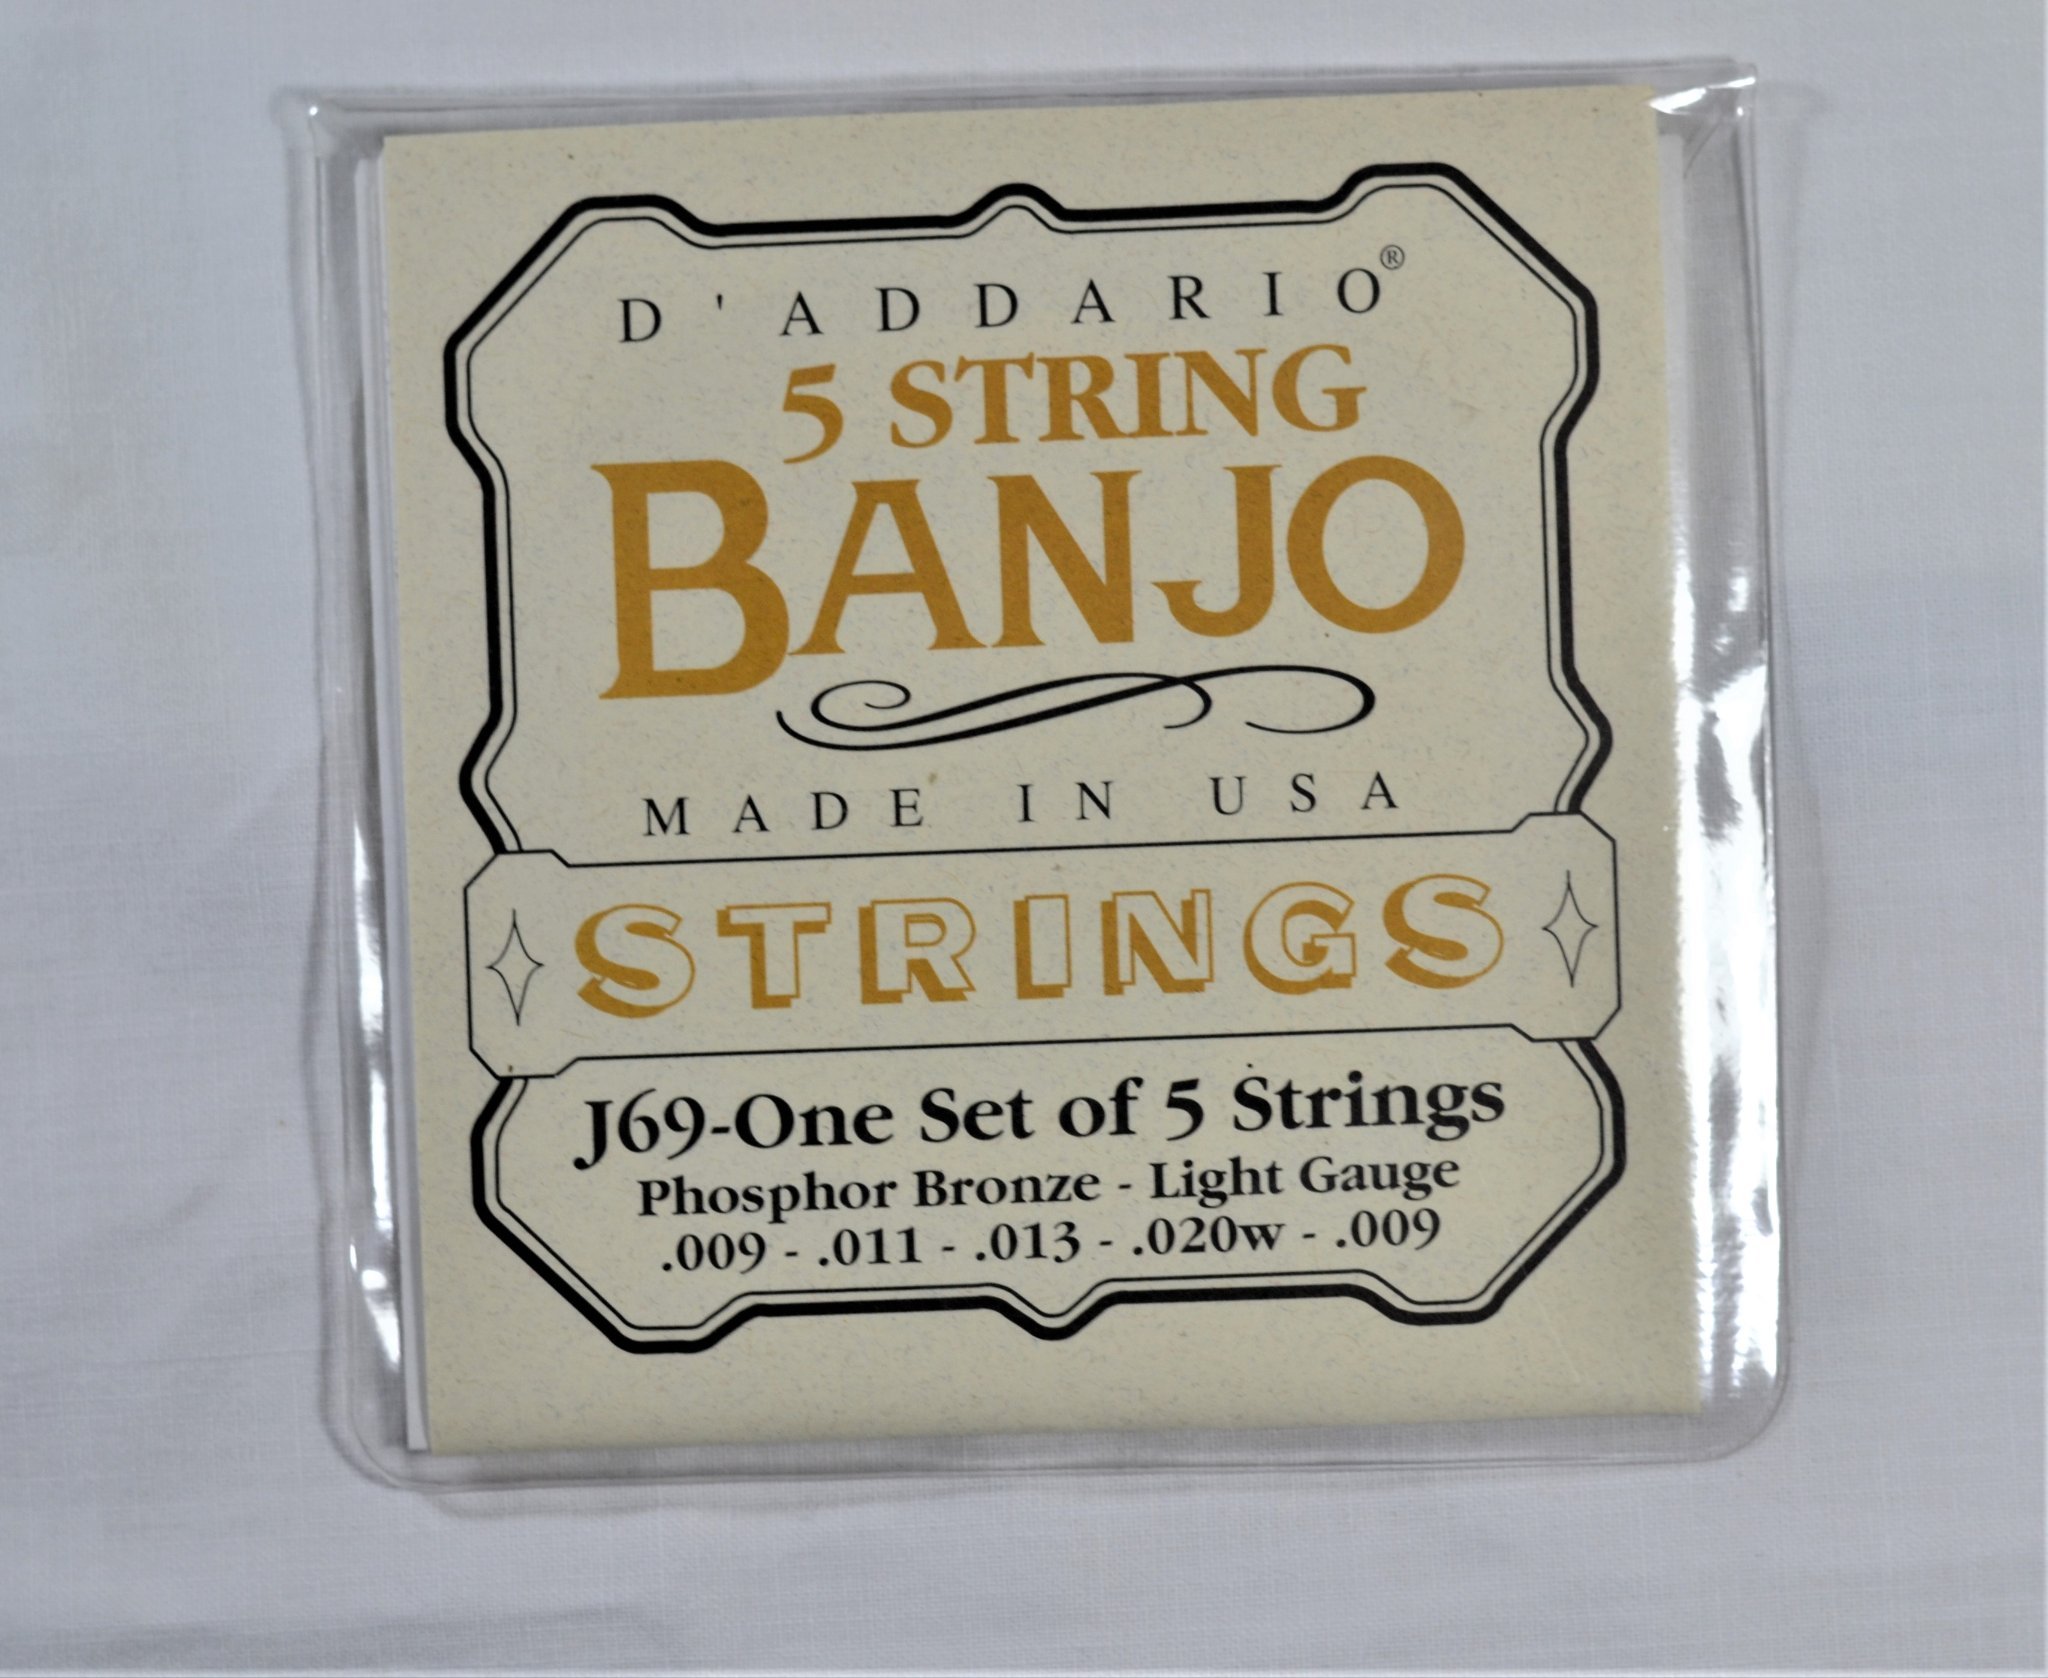 D'ADDARIO®
5 STRING
BANJO
MADE IN USA
STRINGS
J69-One Set of 5 Strings
Phosphor Bronze - Light Gauge
.009 - .011 - .013 - .020w - .009